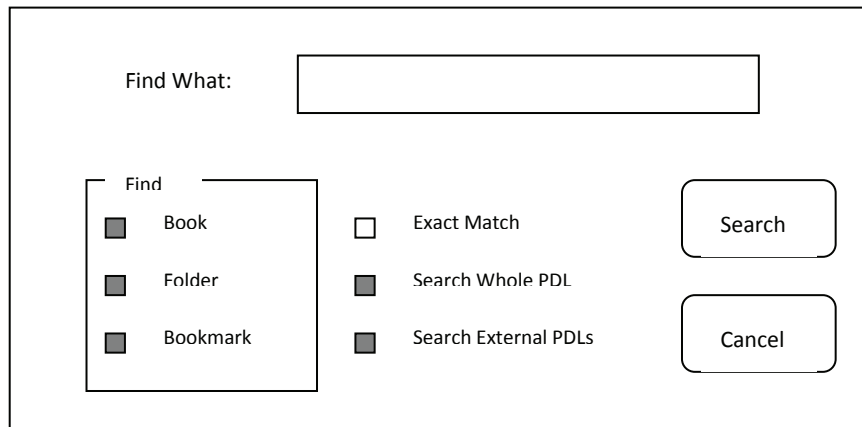 Find What:
Find
Book
Folder
Bookmark
Exact Match
Search Whole PDL
Search External PDLs
Search
Cancel